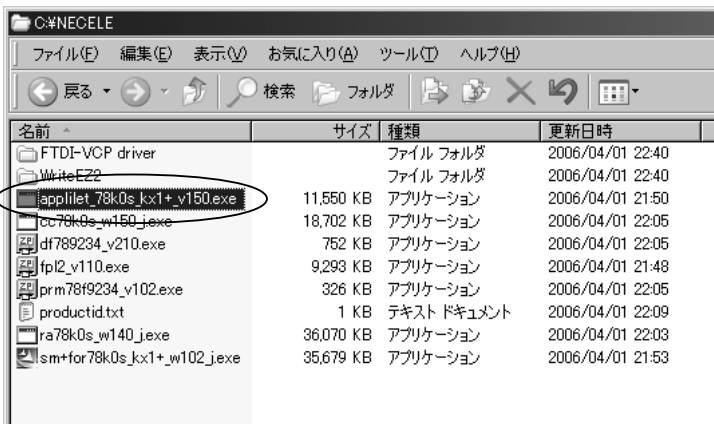 C:¥NECELE
ファイル(F) 編集(E) 表示(V) お気に入り(A) ツール(T) ヘルプ(H)
戻る 検索 フォルダ
名前 サイズ 種類 更新日時
FTDI-VCP driver ファイル フォルダ 2006/04/01 22:40
WriteEZ2 ファイル フォルダ 2006/04/01 22:40
applilet_78k0s_kx1+_v150.exe 11,550 KB アプリケーション 2006/04/01 21:50
cc78k0s_w150_j.exe 18,702 KB アプリケーション 2006/04/01 22:05
df789234_v210.exe 752 KB アプリケーション 2006/04/01 22:05
fpl2_v110.exe 9,293 KB アプリケーション 2006/04/01 21:48
prm78f9234_v102.exe 326 KB アプリケーション 2006/04/01 22:05
productid.txt 1 KB テキスト ドキュメント 2006/04/01 22:09
ra78k0s_w140_j.exe 36,070 KB アプリケーション 2006/04/01 22:03
sm+for78k0s_kx1+_w102_j.exe 35,679 KB アプリケーション 2006/04/01 21:53